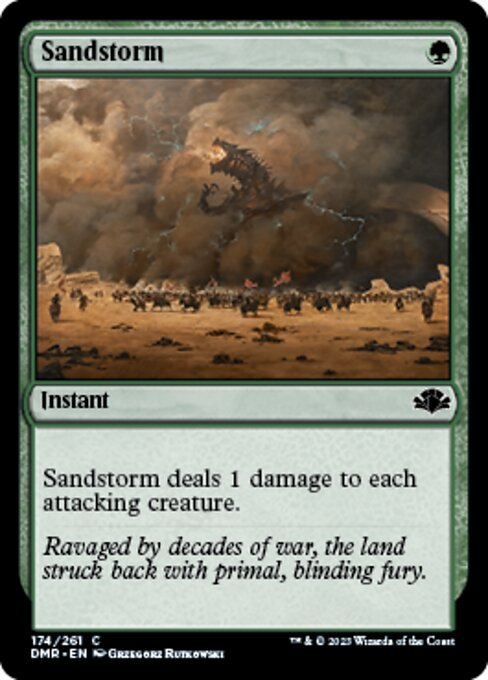 Sandstorm
Instant
Sandstorm deals 1 damage to each
attacking creature.
Ravaged by decades of war, the land
struck back with primal, blinding fury.
174/261 C
DMR • EN Grzegorz Rutkowski
™ & © 2023 Wizards of the Coast